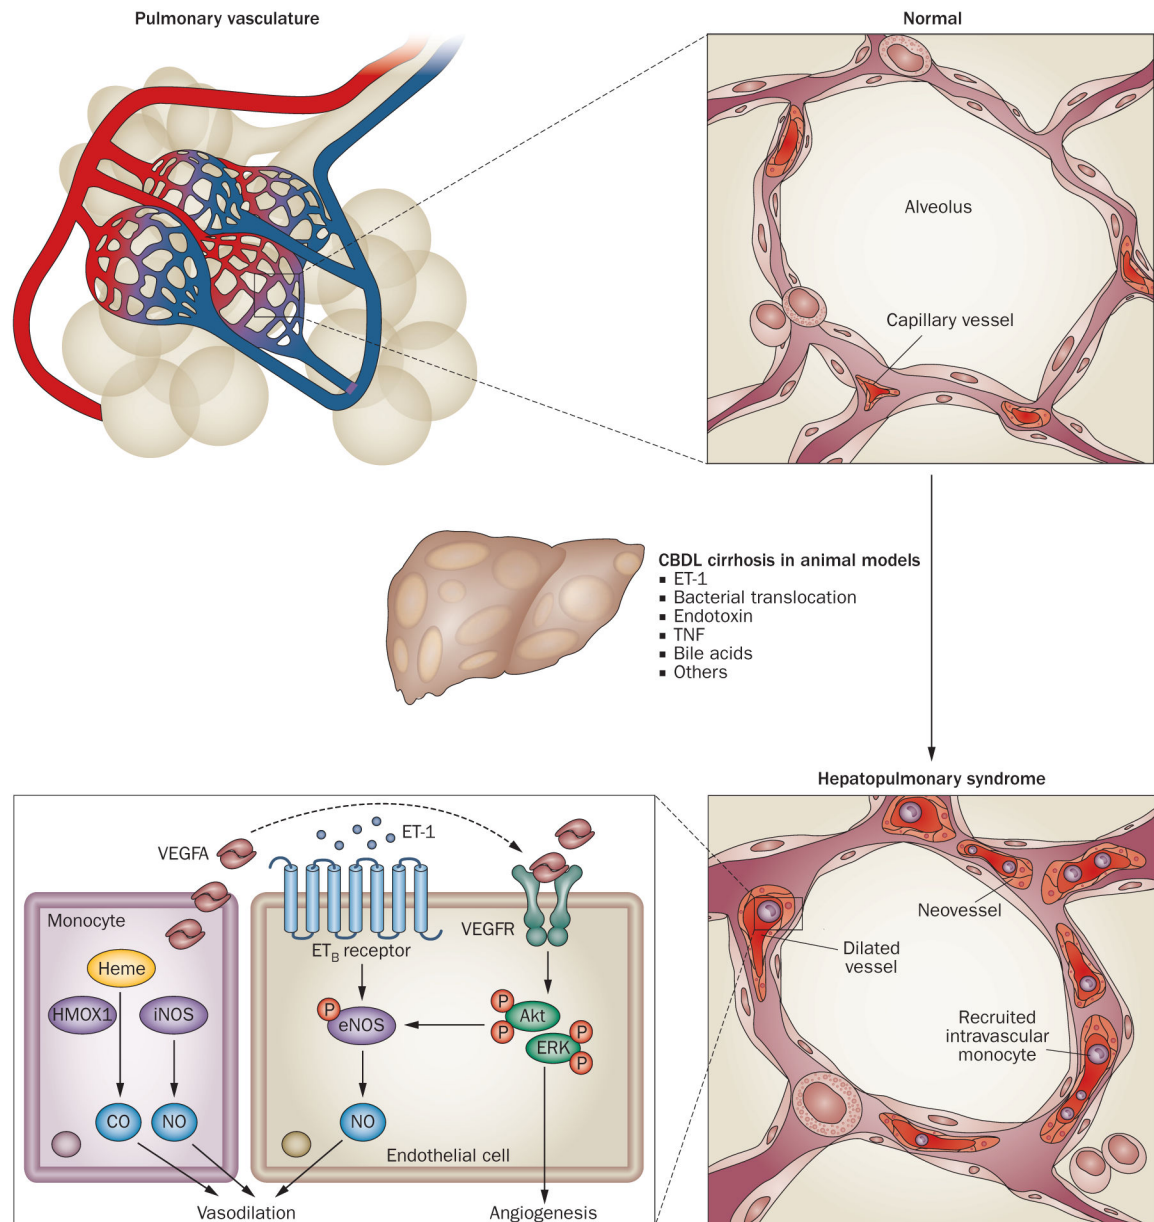 Pulmonary vasculature
Normal
Alveolus
Capillary vessel
CBDL cirrhosis in animal models
▪ ET-1
▪ Bacterial translocation
▪ Endotoxin
▪ TNF
▪ Bile acids
▪ Others
Hepatopulmonary syndrome
VEGFA
ET-1
Monocyte
VEGFR
ET_B receptor
Heme
HMOX1
iNOS
P
eNOS
P
Akt
P
P
ERK
P
CO
NO
NO
Endothelial cell
Vasodilation
Angiogenesis
Neovessel
Dilated
vessel
Recruited
intravascular
monocyte